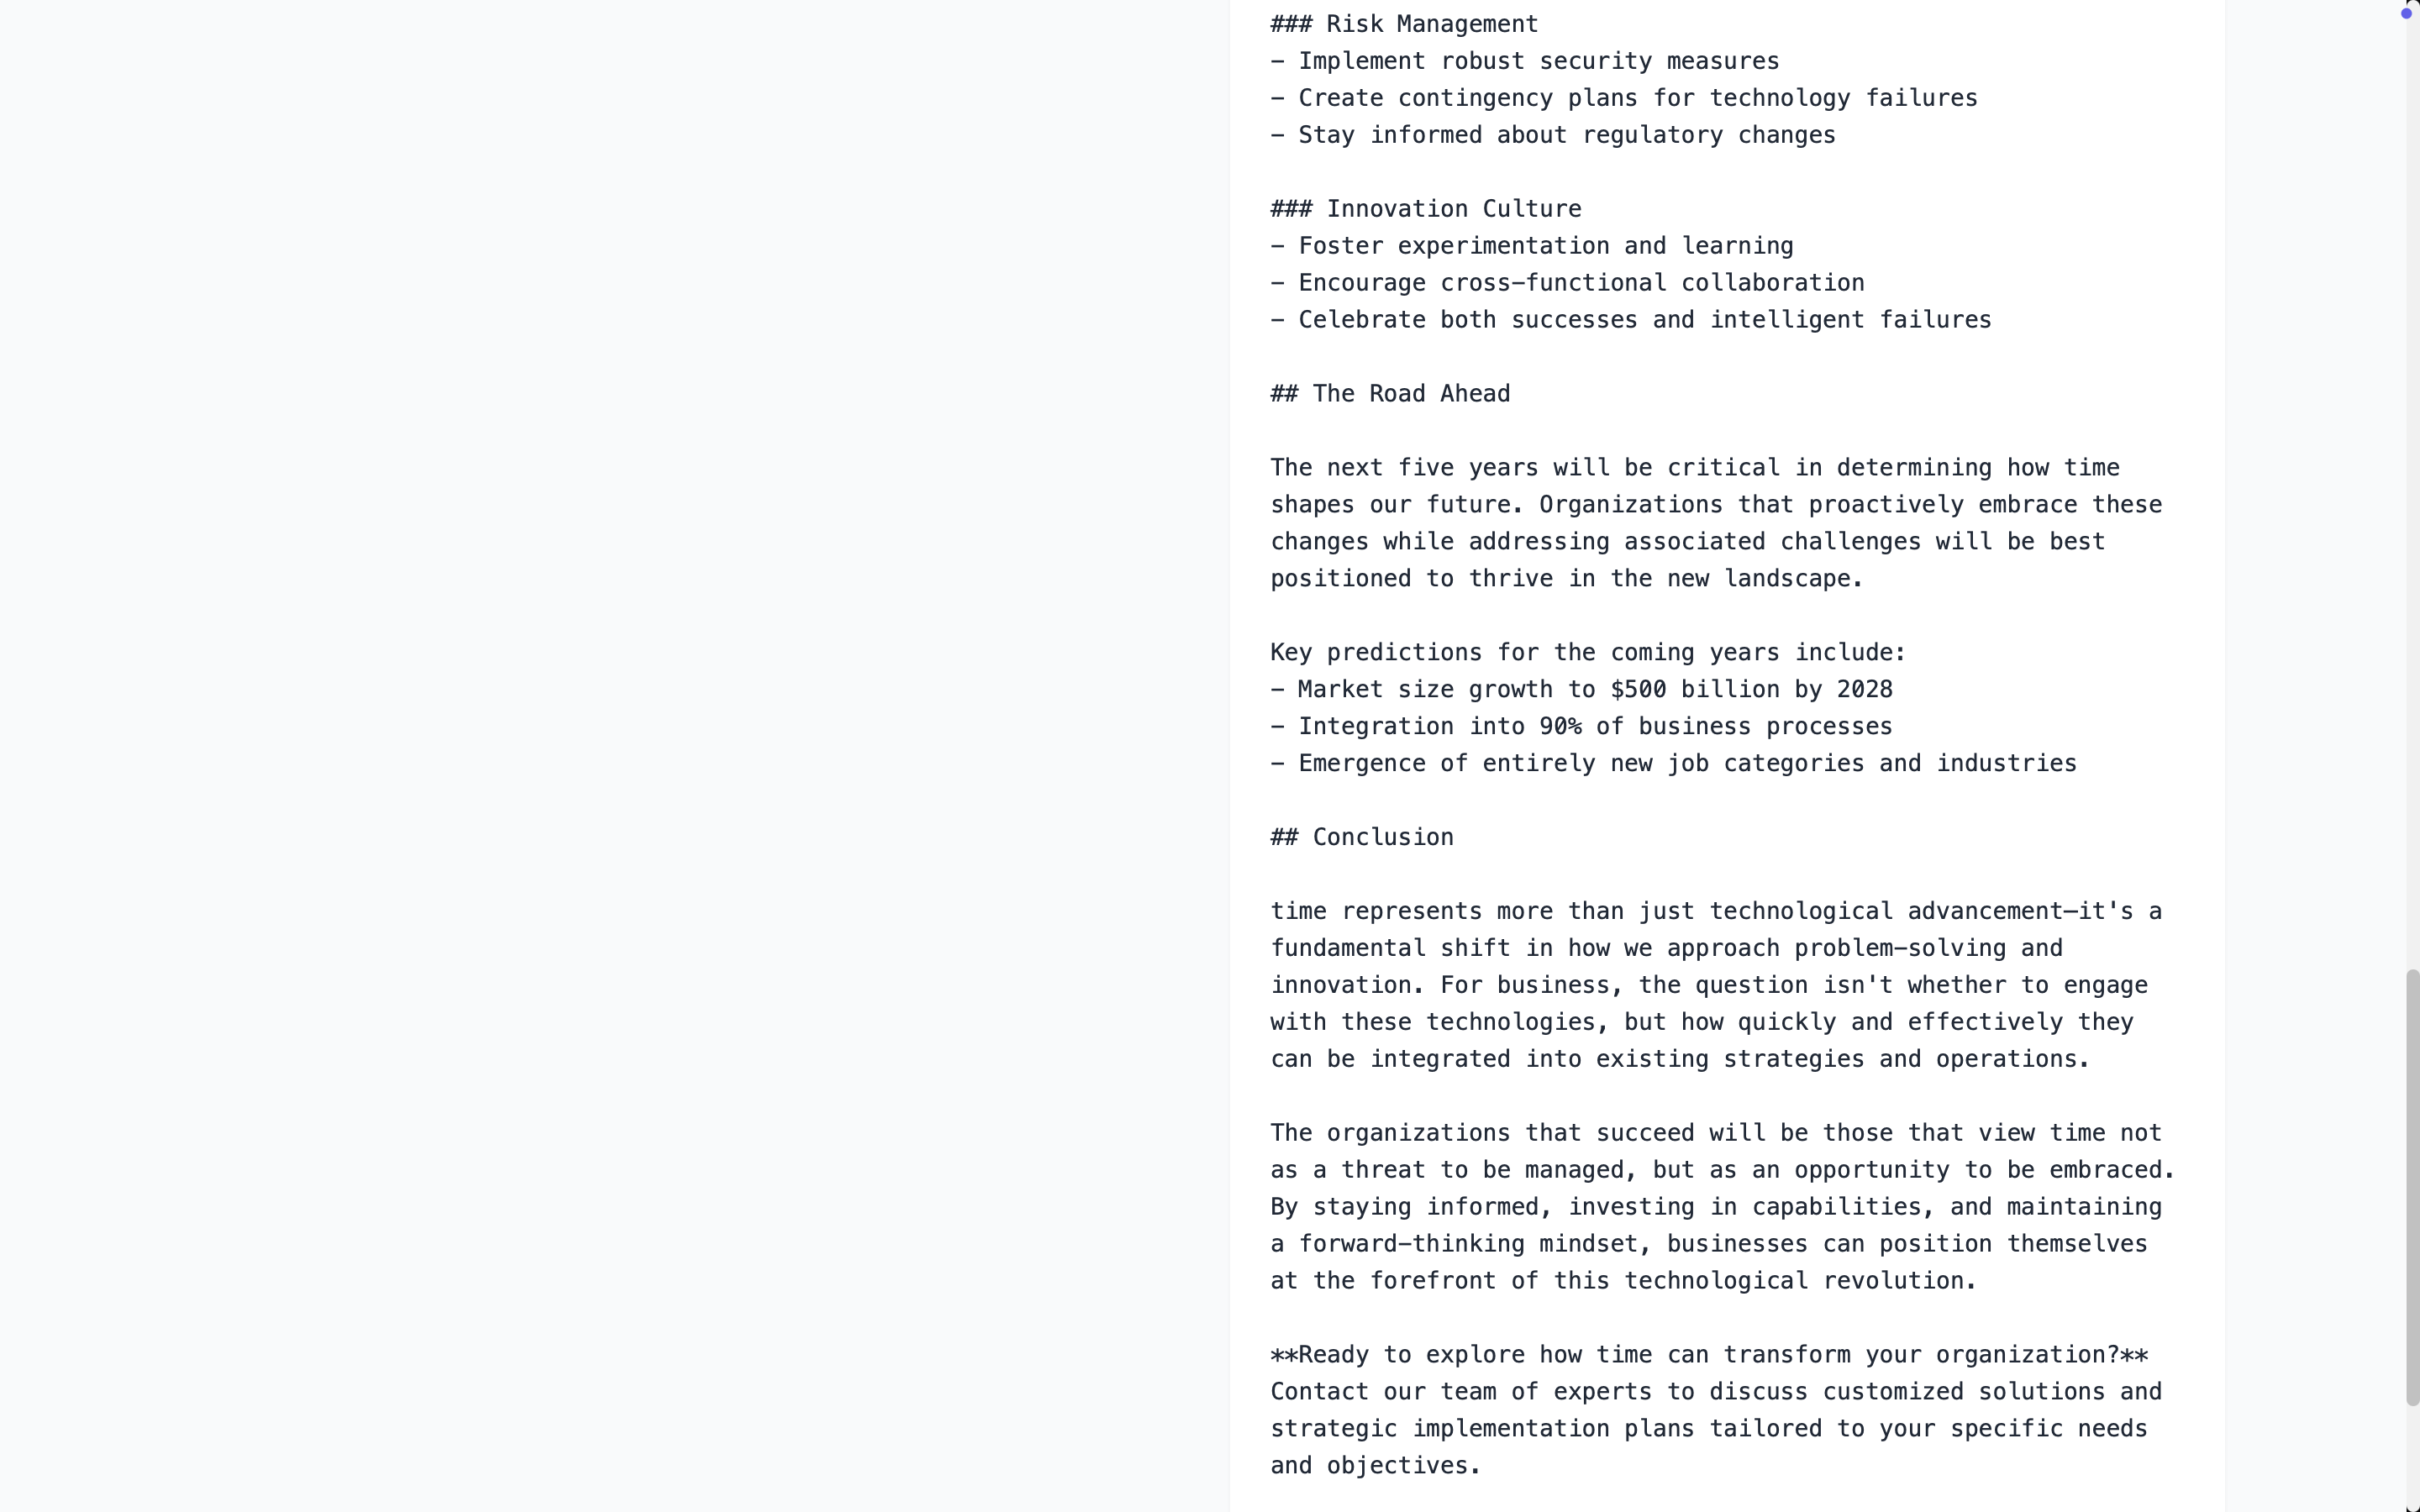 ### Risk Management
- Implement robust security measures
- Create contingency plans for technology failures
- Stay informed about regulatory changes
### Innovation Culture
- Foster experimentation and learning
- Encourage cross-functional collaboration
- Celebrate both successes and intelligent failures
## The Road Ahead
The next five years will be critical in determining how time
shapes our future. Organizations that proactively embrace these
changes while addressing associated challenges will be best
positioned to thrive in the new landscape.
Key predictions for the coming years include:
- Market size growth to $500 billion by 2028
- Integration into 90% of business processes
- Emergence of entirely new job categories and industries
## Conclusion
time represents more than just technological advancement—it's a
fundamental shift in how we approach problem-solving and
innovation. For business, the question isn't whether to engage
with these technologies, but how quickly and effectively they
can be integrated into existing strategies and operations.
The organizations that succeed will be those that view time not
as a threat to be managed, but as an opportunity to be embraced.
By staying informed, investing in capabilities, and maintaining
a forward-thinking mindset, businesses can position themselves
at the forefront of this technological revolution.
**Ready to explore how time can transform your organization?**
Contact our team of experts to discuss customized solutions and
strategic implementation plans tailored to your specific needs
and objectives.